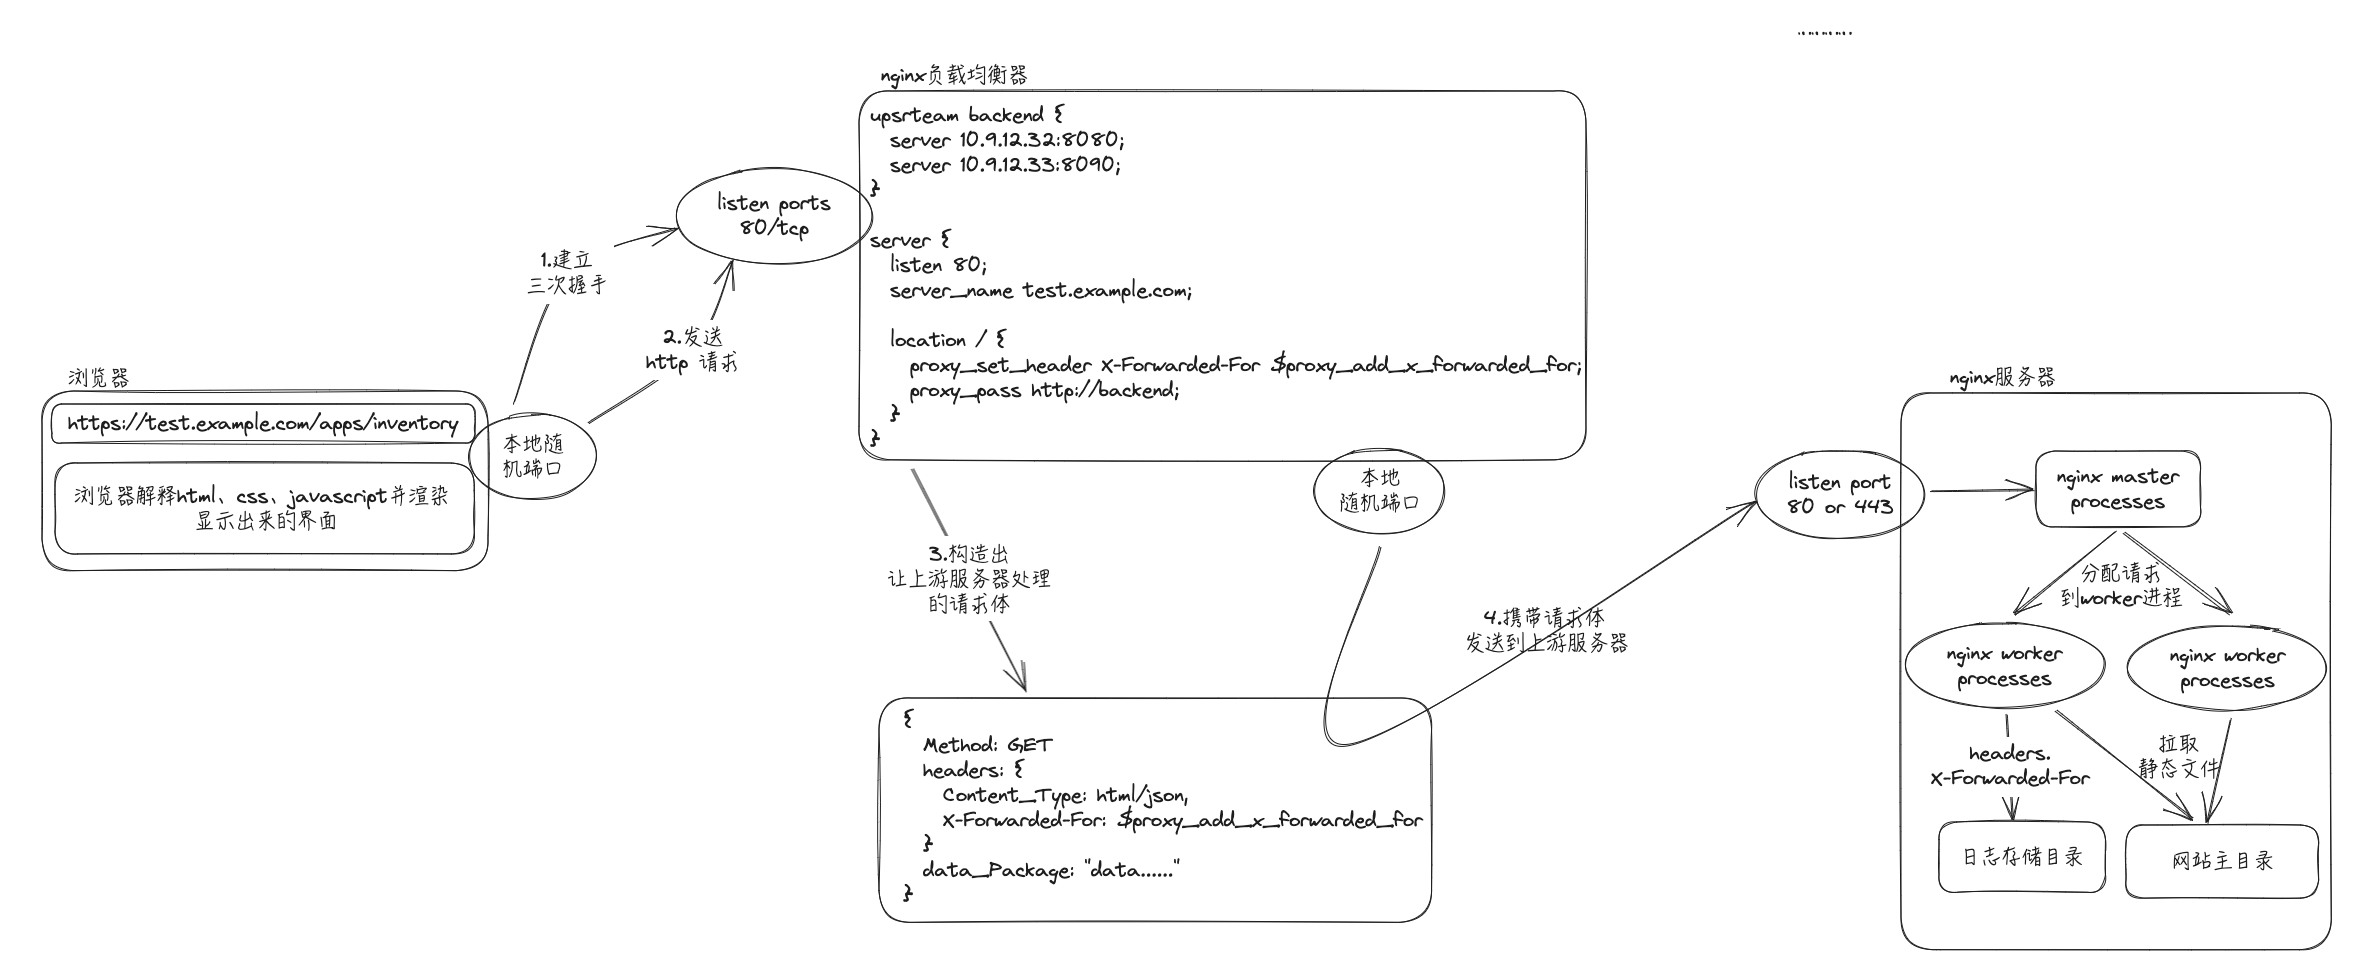 nginx负载均衡器
upsrteam backend {
server 10.9.12.32:8080;
server 10.9.12.33:8090;
}
server {
listen 80;
server_name test.example.com;
location / {
proxy_set_header X-Forwarded-For $proxy_add_x_forwarded_for;
proxy_pass http://backend;
}
}
listen ports
80/tcp
1.建立
三次握手
2.发送
http 请求
浏览器
https://test.example.com/apps/inventory
浏览器解释html、css、javascript并渲染
显示出来的界面
本地随
机端口
3.构造出
让上游服务器处理
的请求体
{
Method: GET
headers: {
Content_Type: html/json,
X-Forwarded-For: $proxy_add_x_forwarded_for
}
data_Package: "data......"
}
本地
随机端口
4.携带请求体
发送到上游服务器
nginx服务器
listen port
80 or 443
nginx master
processes
分配请求
到worker进程
nginx worker
processes
nginx worker
processes
headers.
X-Forwarded-For
拉取
静态文件
日志存储目录
网站主目录